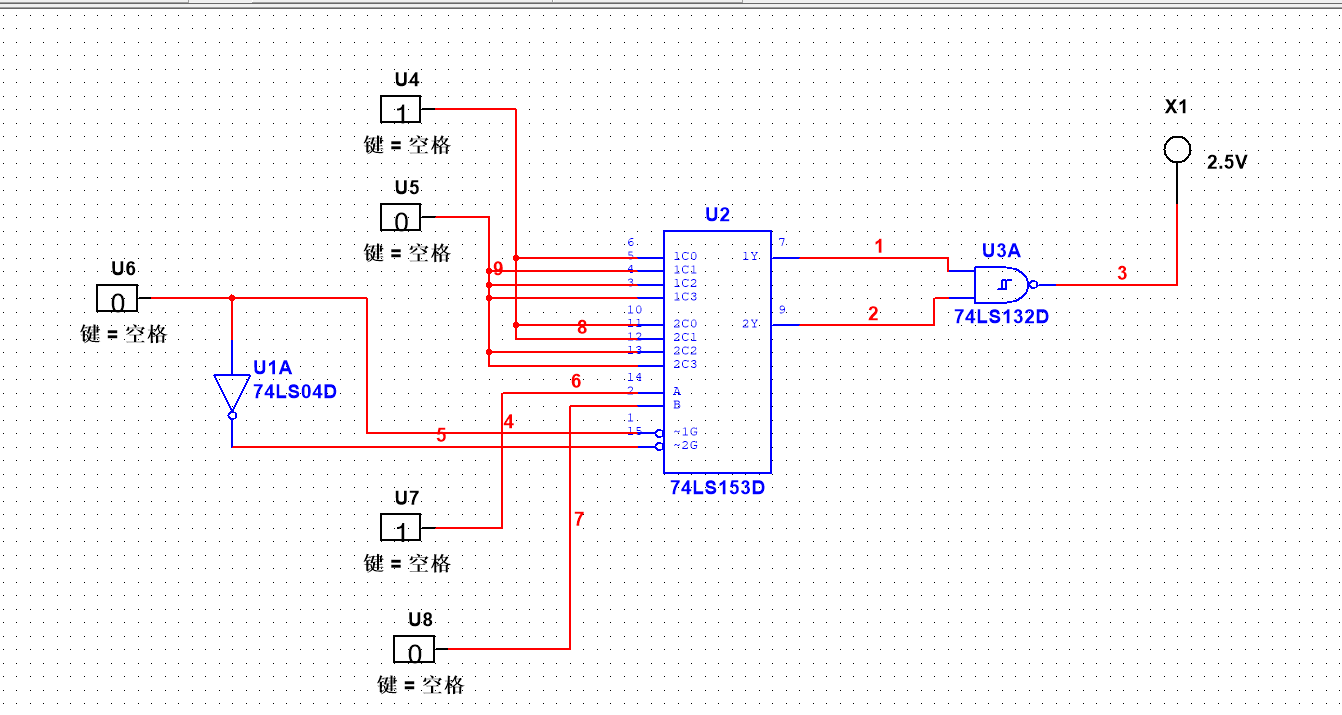 U4
1
键 = 空格
X1
2.5V
U5
0
键 = 空格
U6
0
键 = 空格
U1A
74LS04D
U2
6 1C0 1Y 7
5 1C1
4 1C2
3 1C3
10 2C0 2Y 9
11 2C1
12 2C2
13 2C3
14 A
2 B
1 ~1G
15 ~2G
74LS153D
9
8
6
4
5
7
1
2
U3A
74LS132D
3
U7
1
键 = 空格
U8
0
键 = 空格